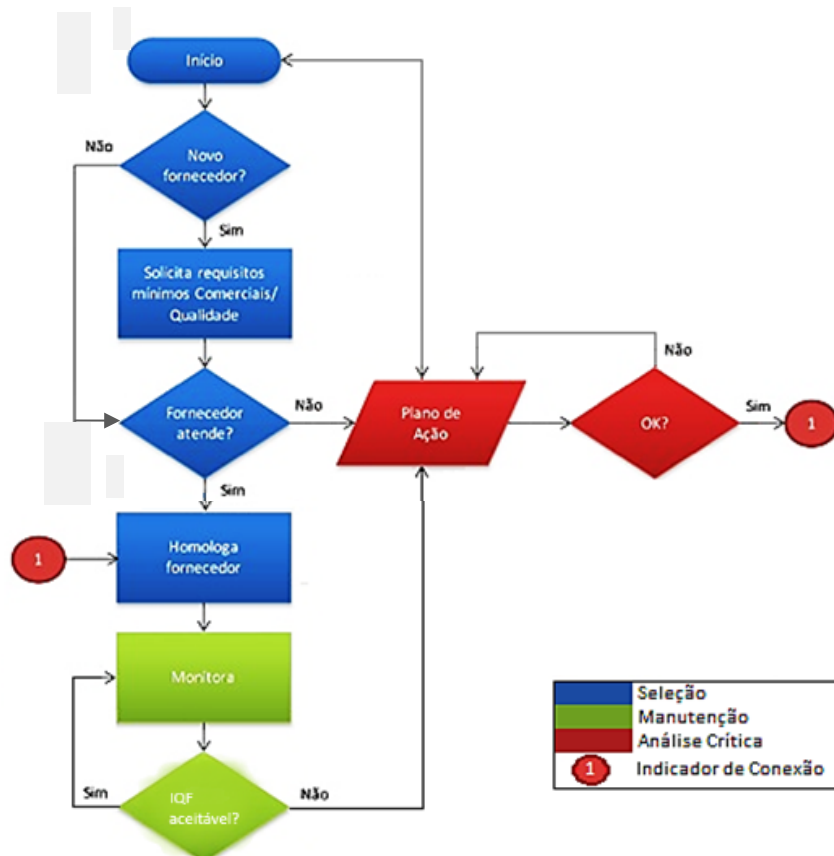 Início
Não
Novo
fornecedor?
Sim
Solicita requisitos
mínimos Comerciais/
Qualidade
Fornecedor
atende?
Não
Plano de
Ação
Não
OK?
Sim
1
Sim
1
Homologa
fornecedor
Monitora
Sim
IQF
aceitável?
Não
Seleção
Manutenção
Análise Crítica
1
Indicador de Conexão